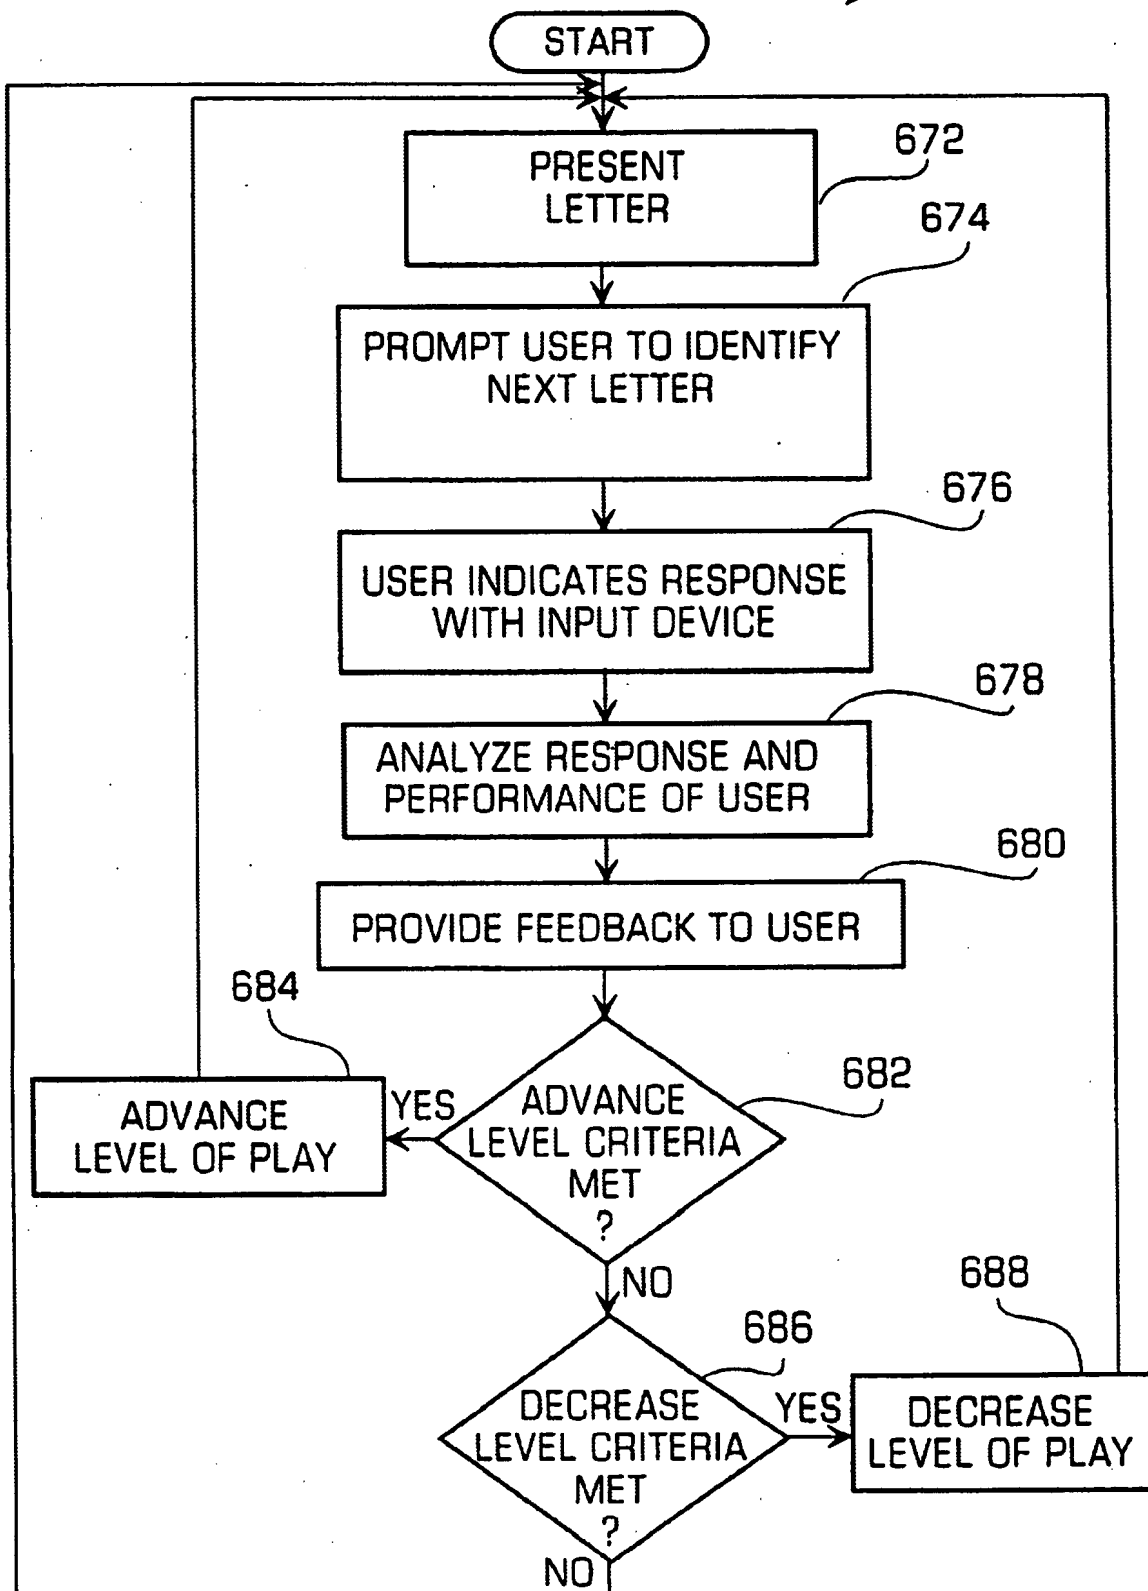 START
672
PRESENT
LETTER
674
PROMPT USER TO IDENTIFY
NEXT LETTER
676
USER INDICATES RESPONSE
WITH INPUT DEVICE
678
ANALYZE RESPONSE AND
PERFORMANCE OF USER
680
PROVIDE FEEDBACK TO USER
684
682
ADVANCE
LEVEL OF PLAY
YES
ADVANCE
LEVEL CRITERIA
MET
?
NO
688
686
DECREASE
LEVEL CRITERIA
MET
?
YES
DECREASE
LEVEL OF PLAY
NO